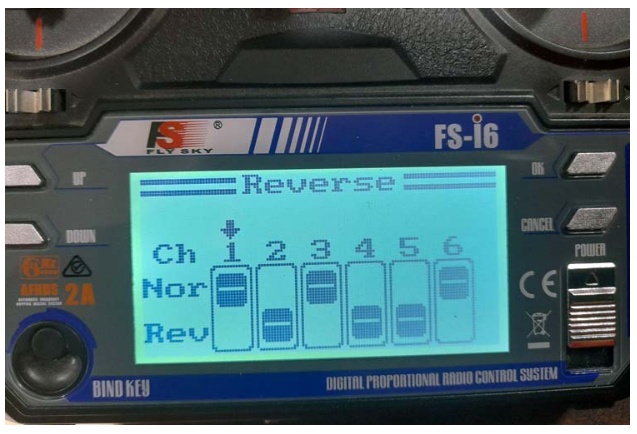 FS®
FLY SKY
FS-i6
UP
OK
DOWN
CANCEL
POWER
Reverse
Ch 1 2 3 4 5 6
Nor
Rev
AFHDS
2A
CE
BIND KEY
DIGITAL PROPORTIONAL RADIO CONTROL SYSTEM